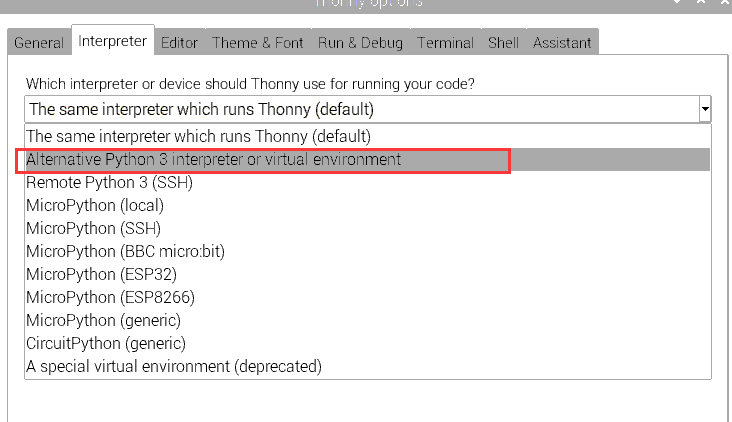 Thonny options
General Interpreter Editor Theme & Font Run & Debug Terminal Shell Assistant
Which interpreter or device should Thonny use for running your code?
The same interpreter which runs Thonny (default)
The same interpreter which runs Thonny (default)
Alternative Python 3 interpreter or virtual environment
Remote Python 3 (SSH)
MicroPython (local)
MicroPython (SSH)
MicroPython (BBC micro:bit)
MicroPython (ESP32)
MicroPython (ESP8266)
MicroPython (generic)
CircuitPython (generic)
A special virtual environment (deprecated)